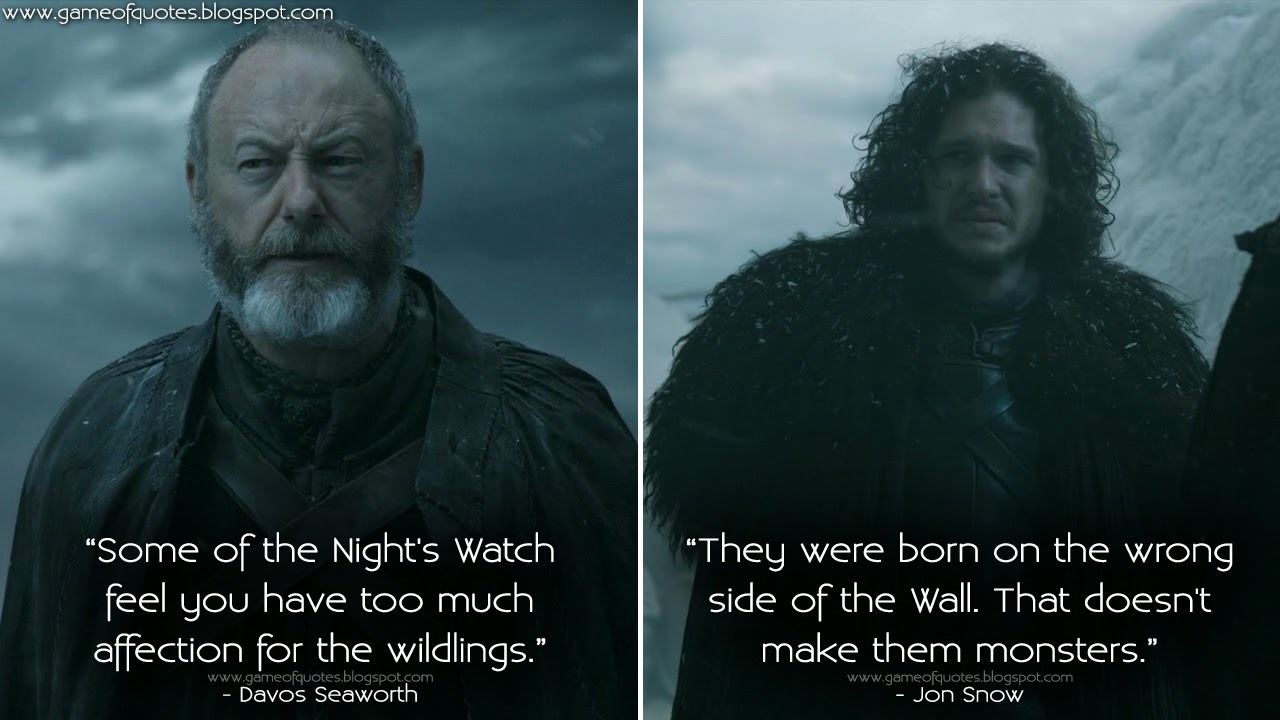 www.gameofquotes.blogspot.com
“Some of the Night's Watch
feel you have too much
affection for the wildlings.”
www.gameofquotes.blogspot.com
- Davos Seaworth
“They were born on the wrong
side of the Wall. That doesn't
make them monsters.”
www.gameofquotes.blogspot.com
- Jon Snow